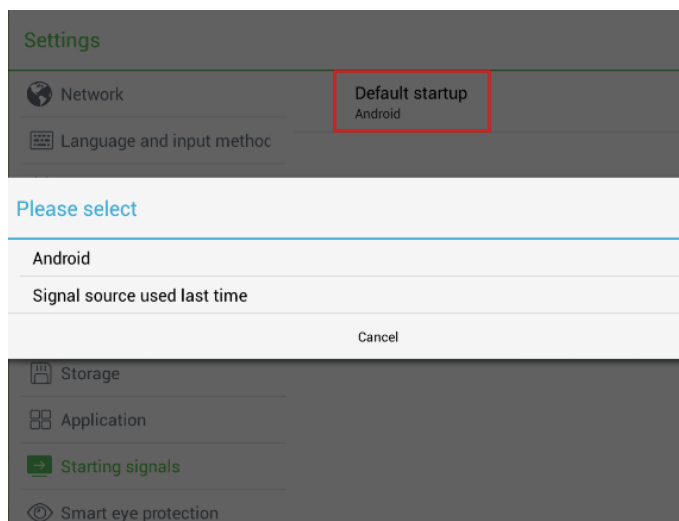 Settings
Network
Default startup
Android
Language and input method
Please select
Android
Signal source used last time
Cancel
Storage
Application
Starting signals
Smart eye protection